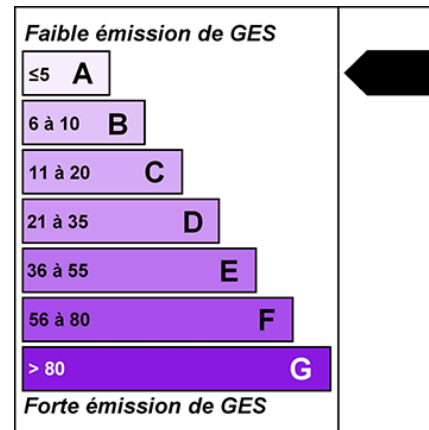 Faible émission de GES
≤5 A
6 à 10 B
11 à 20 C
21 à 35 D
36 à 55 E
56 à 80 F
> 80 G
Forte émission de GES